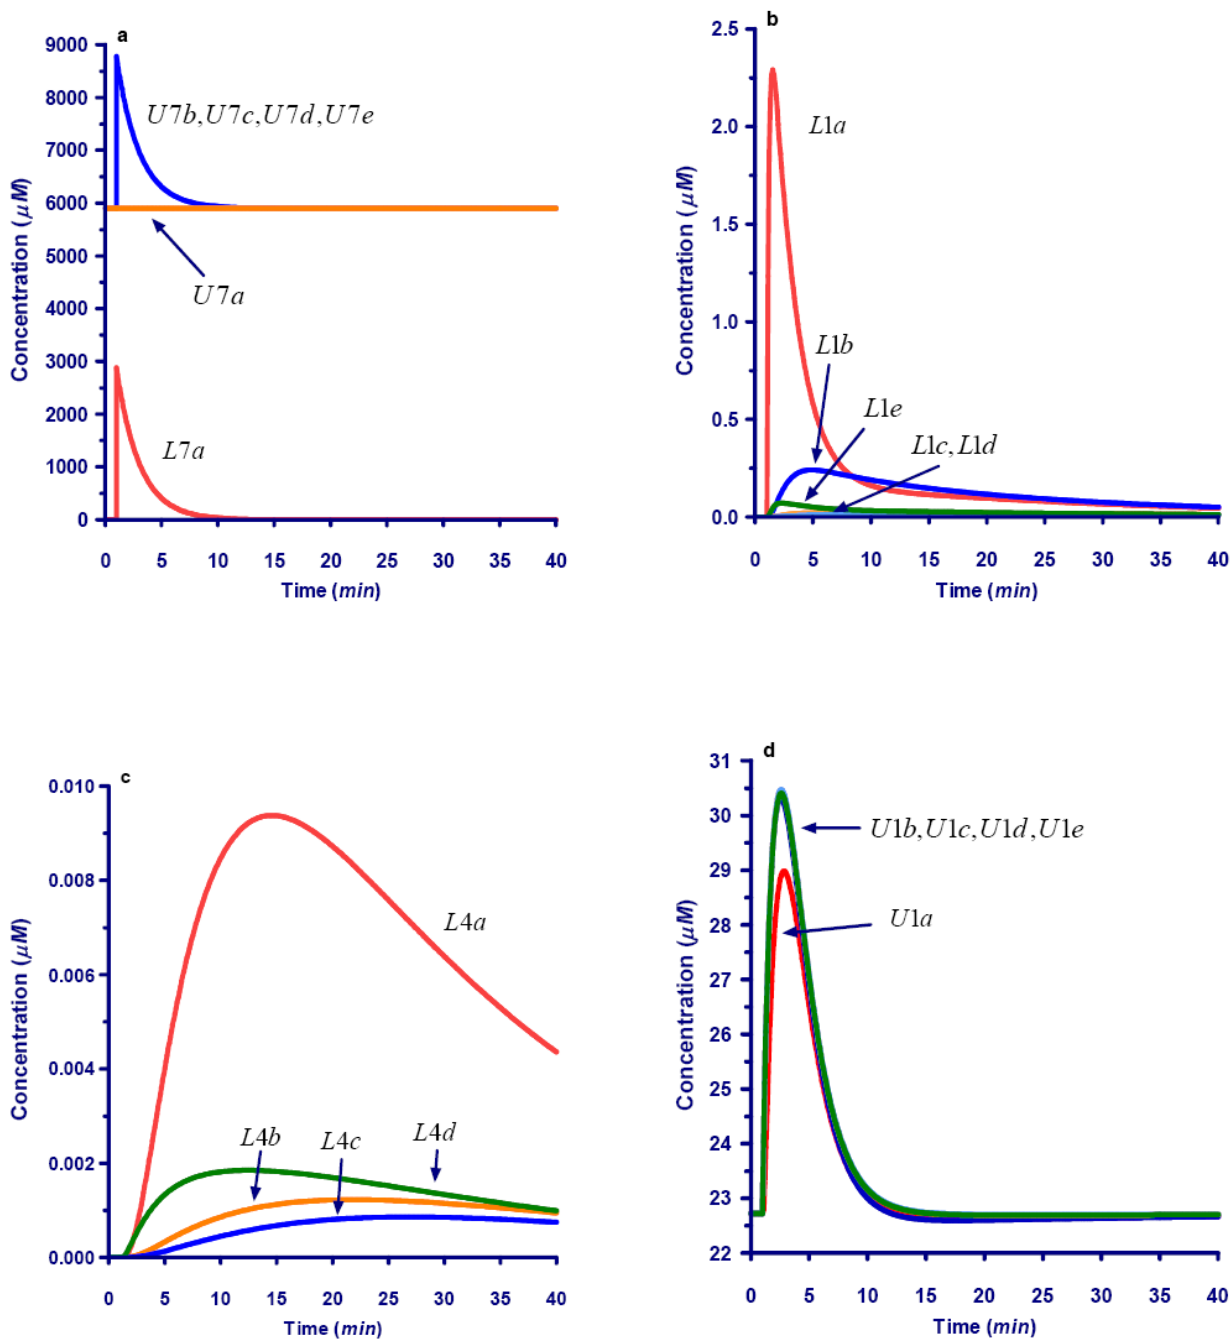 a
9000
8000
7000
6000
5000
4000
3000
2000
1000
0
Concentration (μM)
U7b,U7c,U7d,U7e
U7a
L7a
0 5 10 15 20 25 30 35 40
Time (min)
b
2.5
2.0
1.5
1.0
0.5
0.0
Concentration (μM)
L1a
L1b
L1e
L1c,L1d
0 5 10 15 20 25 30 35 40
Time (min)
c
0.010
0.008
0.006
0.004
0.002
0.000
Concentration (μM)
L4a
L4b L4c L4d
0 5 10 15 20 25 30 35 40
Time (min)
d
31
30
29
28
27
26
25
24
23
22
Concentration (μM)
U1b,U1c,U1d,U1e
U1a
0 5 10 15 20 25 30 35 40
Time (min)